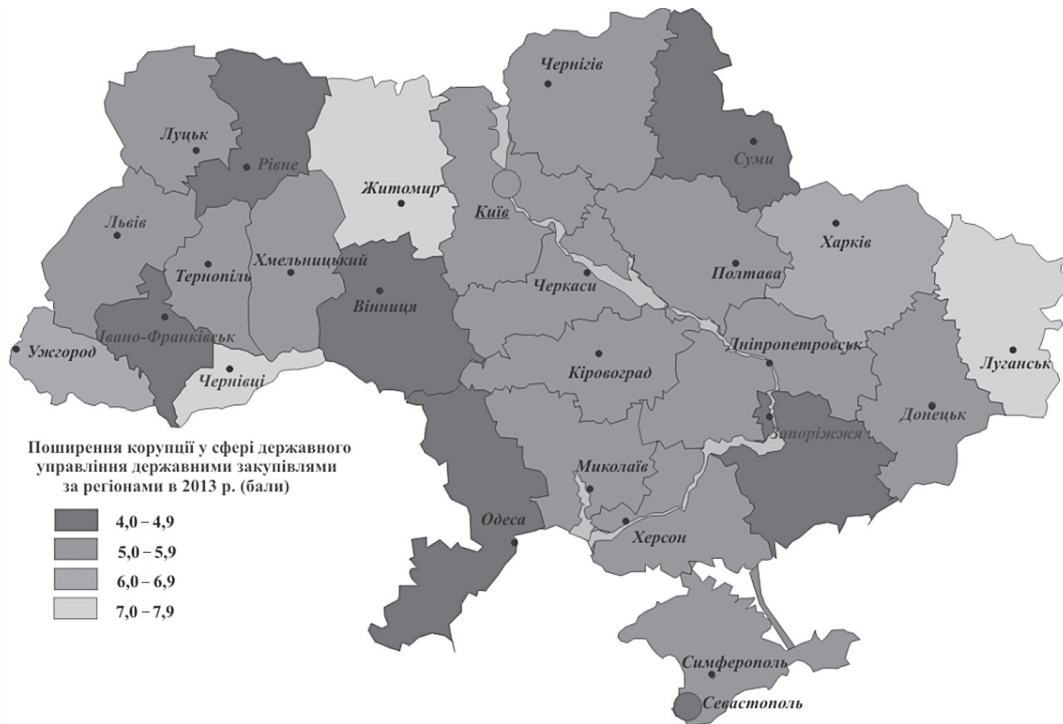 Чернігів
Луцьк
Рівне
Суми
Житомир
Київ
Львів
Харків
Тернопіль
Хмельницький
Полтава
Черкаси
Вінниця
Івано-Франківськ
Ужгород
Дніпропетровськ
Кіровоград
Луганськ
Чернівці
Донецьк
Запоріжжя
Поширення корупції у сфері державного
управління державними закупівлями
за регіонами в 2013 р. (бали)
4,0 – 4,9
5,0 – 5,9
6,0 – 6,9
7,0 – 7,9
Миколаїв
Одеса
Херсон
Симферополь
Севастополь